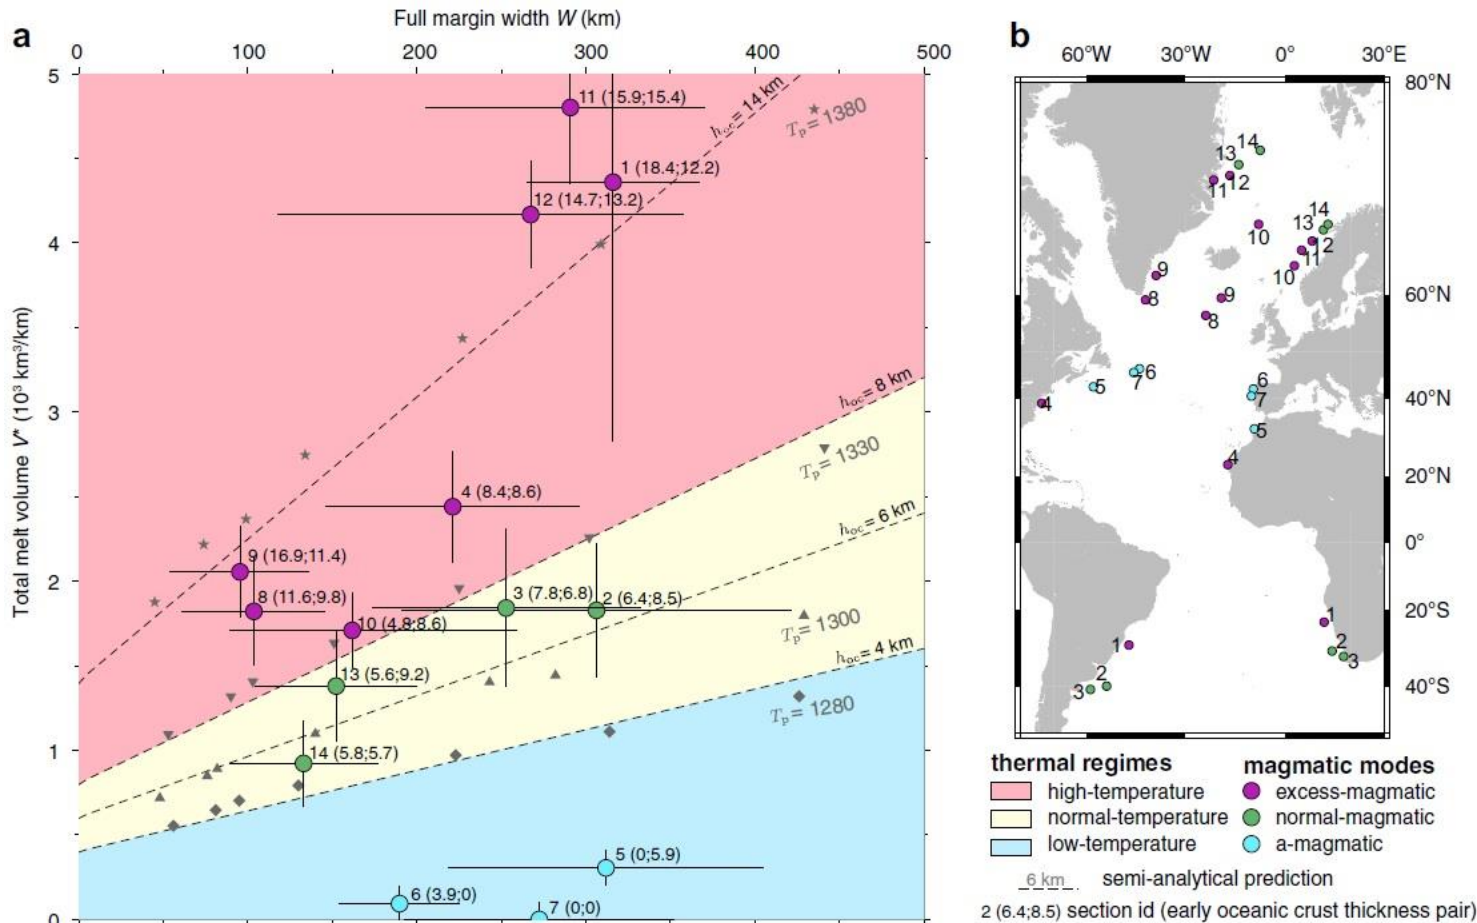 a
Full margin width W (km)
0 100 200 300 400 500
Total melt volume V* (10³ km³/km)
5
4
3
2
1
0
11 (15.9;15.4)
hoc= 14 km
Tp = 1380
1 (18.4;12.2)
12 (14.7;13.2)
hoc= 8 km
Tp = 1330
4 (8.4;8.6)
hoc= 6 km
9 (16.9;11.4)
8 (11.6;9.8)
3 (7.8;6.8)
2 (6.4;8.5)
10 (4.8;8.6)
Tp = 1300
hoc= 4 km
13 (5.6;9.2)
Tp = 1280
14 (5.8;5.7)
5 (0;5.9)
6 (3.9;0)
7 (0;0)
b
60°W 30°W 0° 30°E
80°N
60°N
40°N
20°N
0°
20°S
40°S
13 14
11 12
10
13 14
12
11
10
9
8
9
8
6
7
5
6
7
5
4
4
1
2
3
1
2
3
thermal regimes
high-temperature
normal-temperature
low-temperature
magmatic modes
excess-magmatic
normal-magmatic
a-magmatic
6 km semi-analytical prediction
2 (6.4;8.5) section id (early oceanic crust thickness pair)